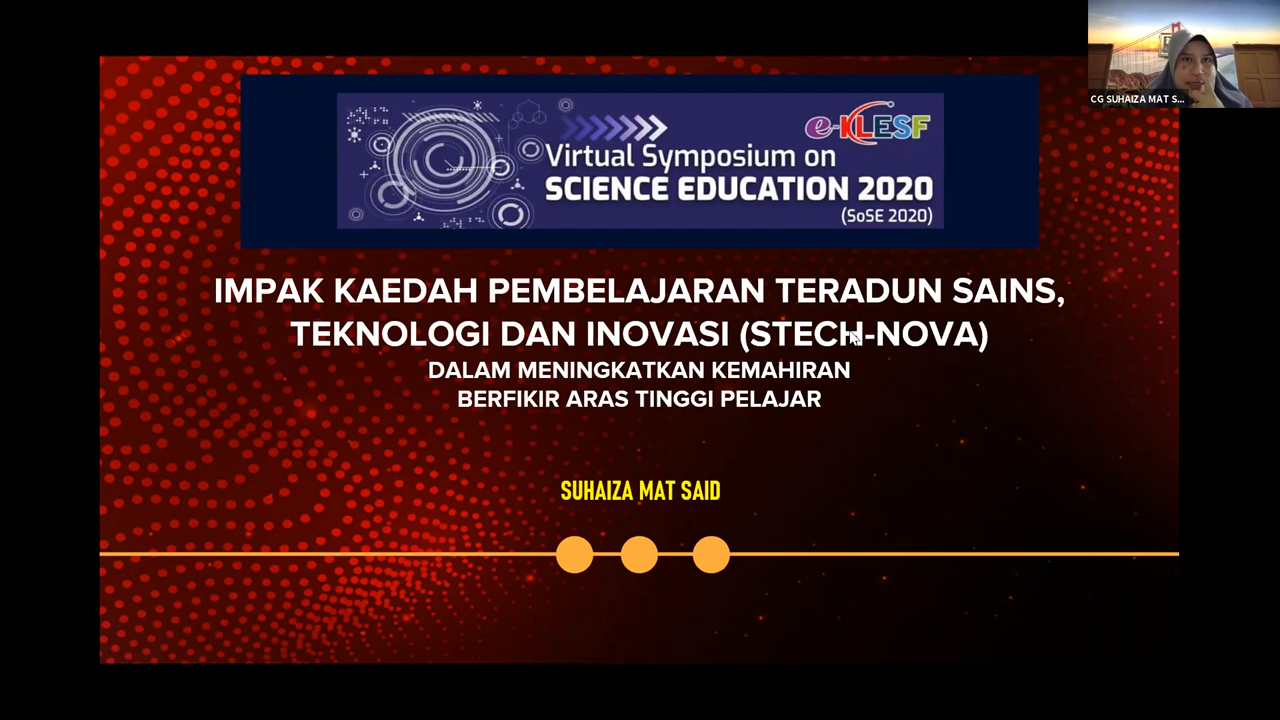 e-KLESF
Virtual Symposium on
SCIENCE EDUCATION 2020
(SoSE 2020)
IMPAK KAEDAH PEMBELAJARAN TERADUN SAINS,
TEKNOLOGI DAN INOVASI (STECH-NOVA)
DALAM MENINGKATKAN KEMAHIRAN
BERFIKIR ARAS TINGGI PELAJAR
SUHAIZA MAT SAID
CG SUHAIZA MAT S...